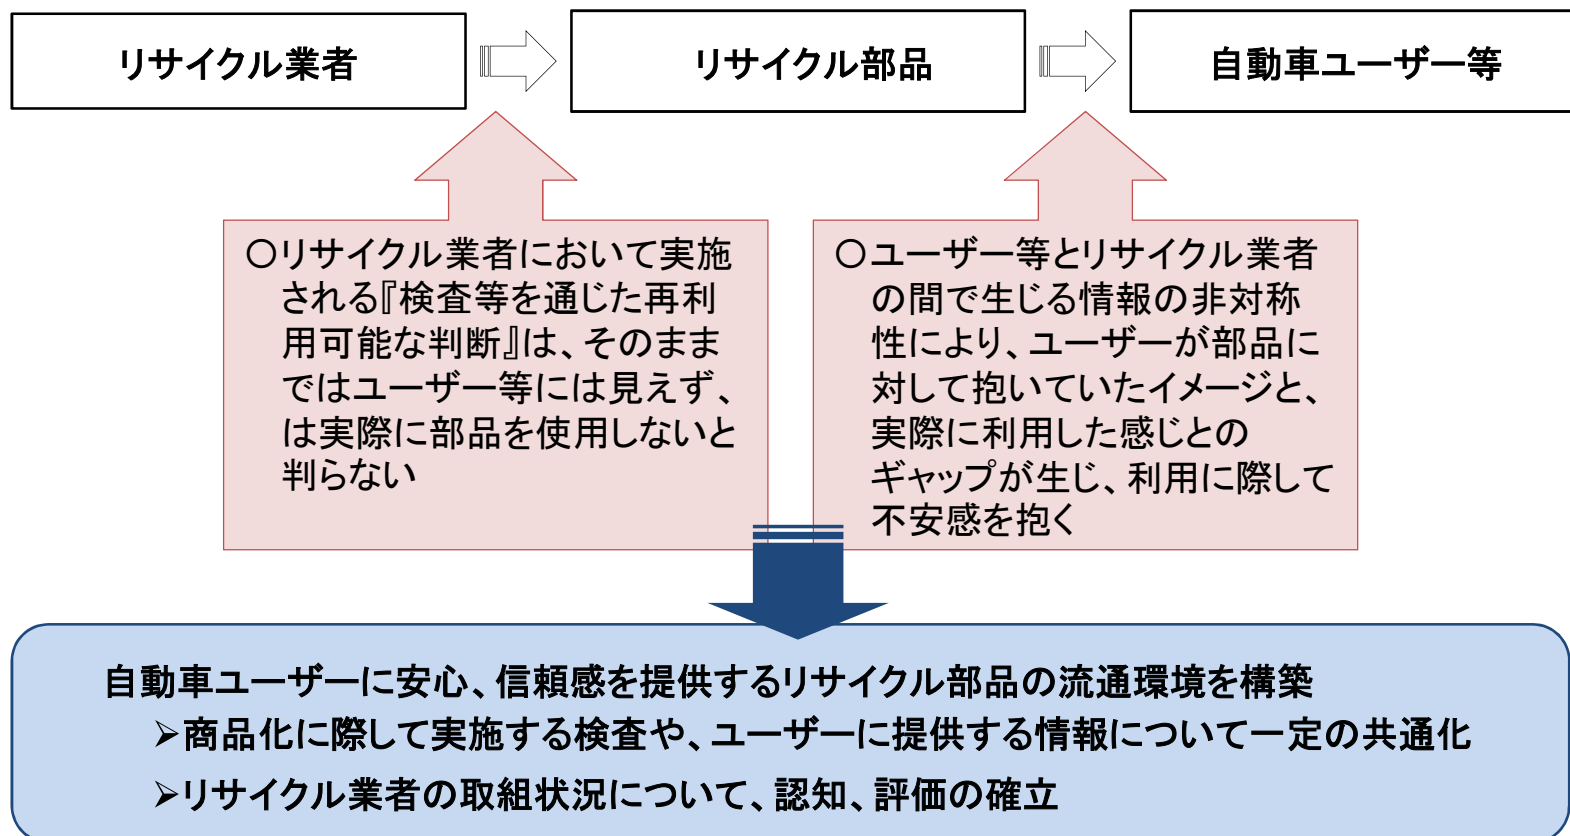 リサイクル業者
リサイクル部品
自動車ユーザー等
○リサイクル業者において実施
される『検査等を通じた再利
用可能な判断』は、そのまま
ではユーザー等には見えず、
は実際に部品を使用しないと
判らない
○ユーザー等とリサイクル業者
の間で生じる情報の非対称
性により、ユーザーが部品に
対して抱いていたイメージと、
実際に利用した感じとの
ギャップが生じ、利用に際して
不安感を抱く
自動車ユーザーに安心、信頼感を提供するリサイクル部品の流通環境を構築
➢商品化に際して実施する検査や、ユーザーに提供する情報について一定の共通化
➢リサイクル業者の取組状況について、認知、評価の確立